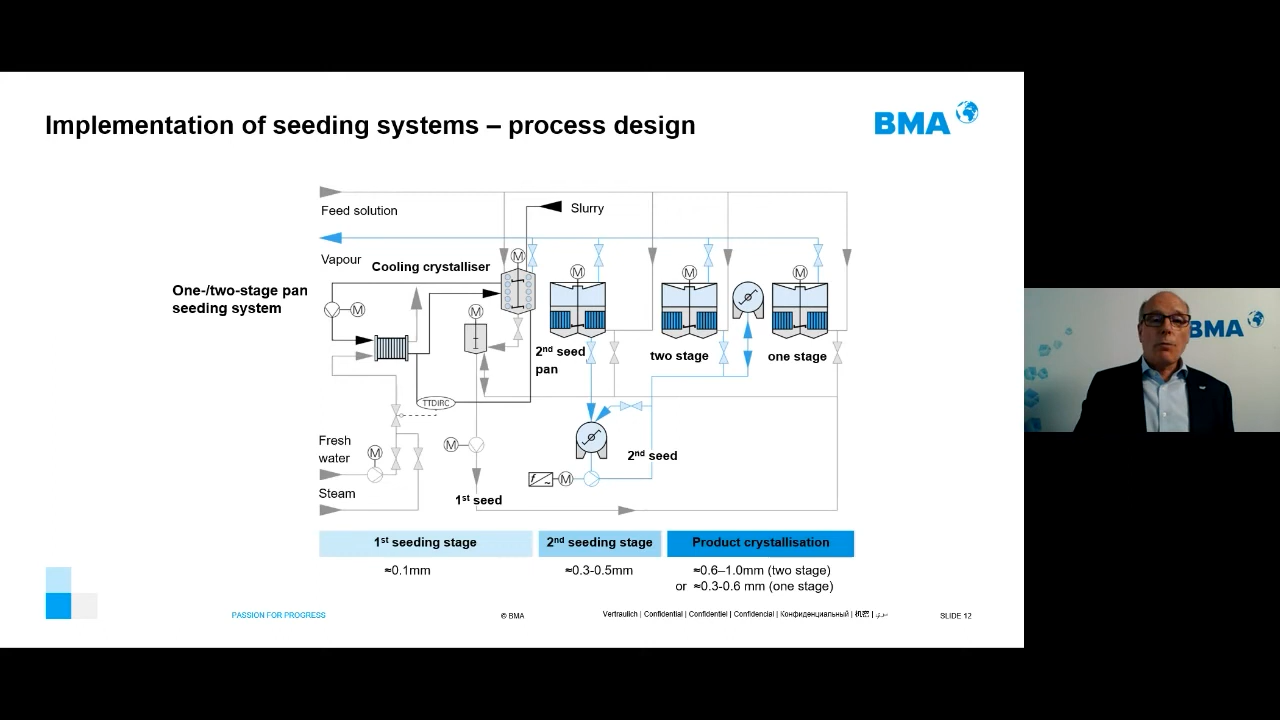 Implementation of seeding systems – process design
BMA
Feed solution
Slurry
Vapour
Cooling crystalliser
One-/two-stage pan
seeding system
M
M
M
M
M
M
2nd seed
pan
two stage
one stage
TTDIRC
Fresh
water
M
M
2nd seed
Steam
f
M
1st seed
1st seeding stage
2nd seeding stage
Product crystallisation
≈0.1mm
≈0.3-0.5mm
≈0.6–1.0mm (two stage)
or ≈0.3-0.6 mm (one stage)
PASSION FOR PROGRESS
© BMA
Vertraulich | Confidential | Confidentiel | Confidencial | Конфиденциальный | 机密 | سري
SLIDE 12
BMA